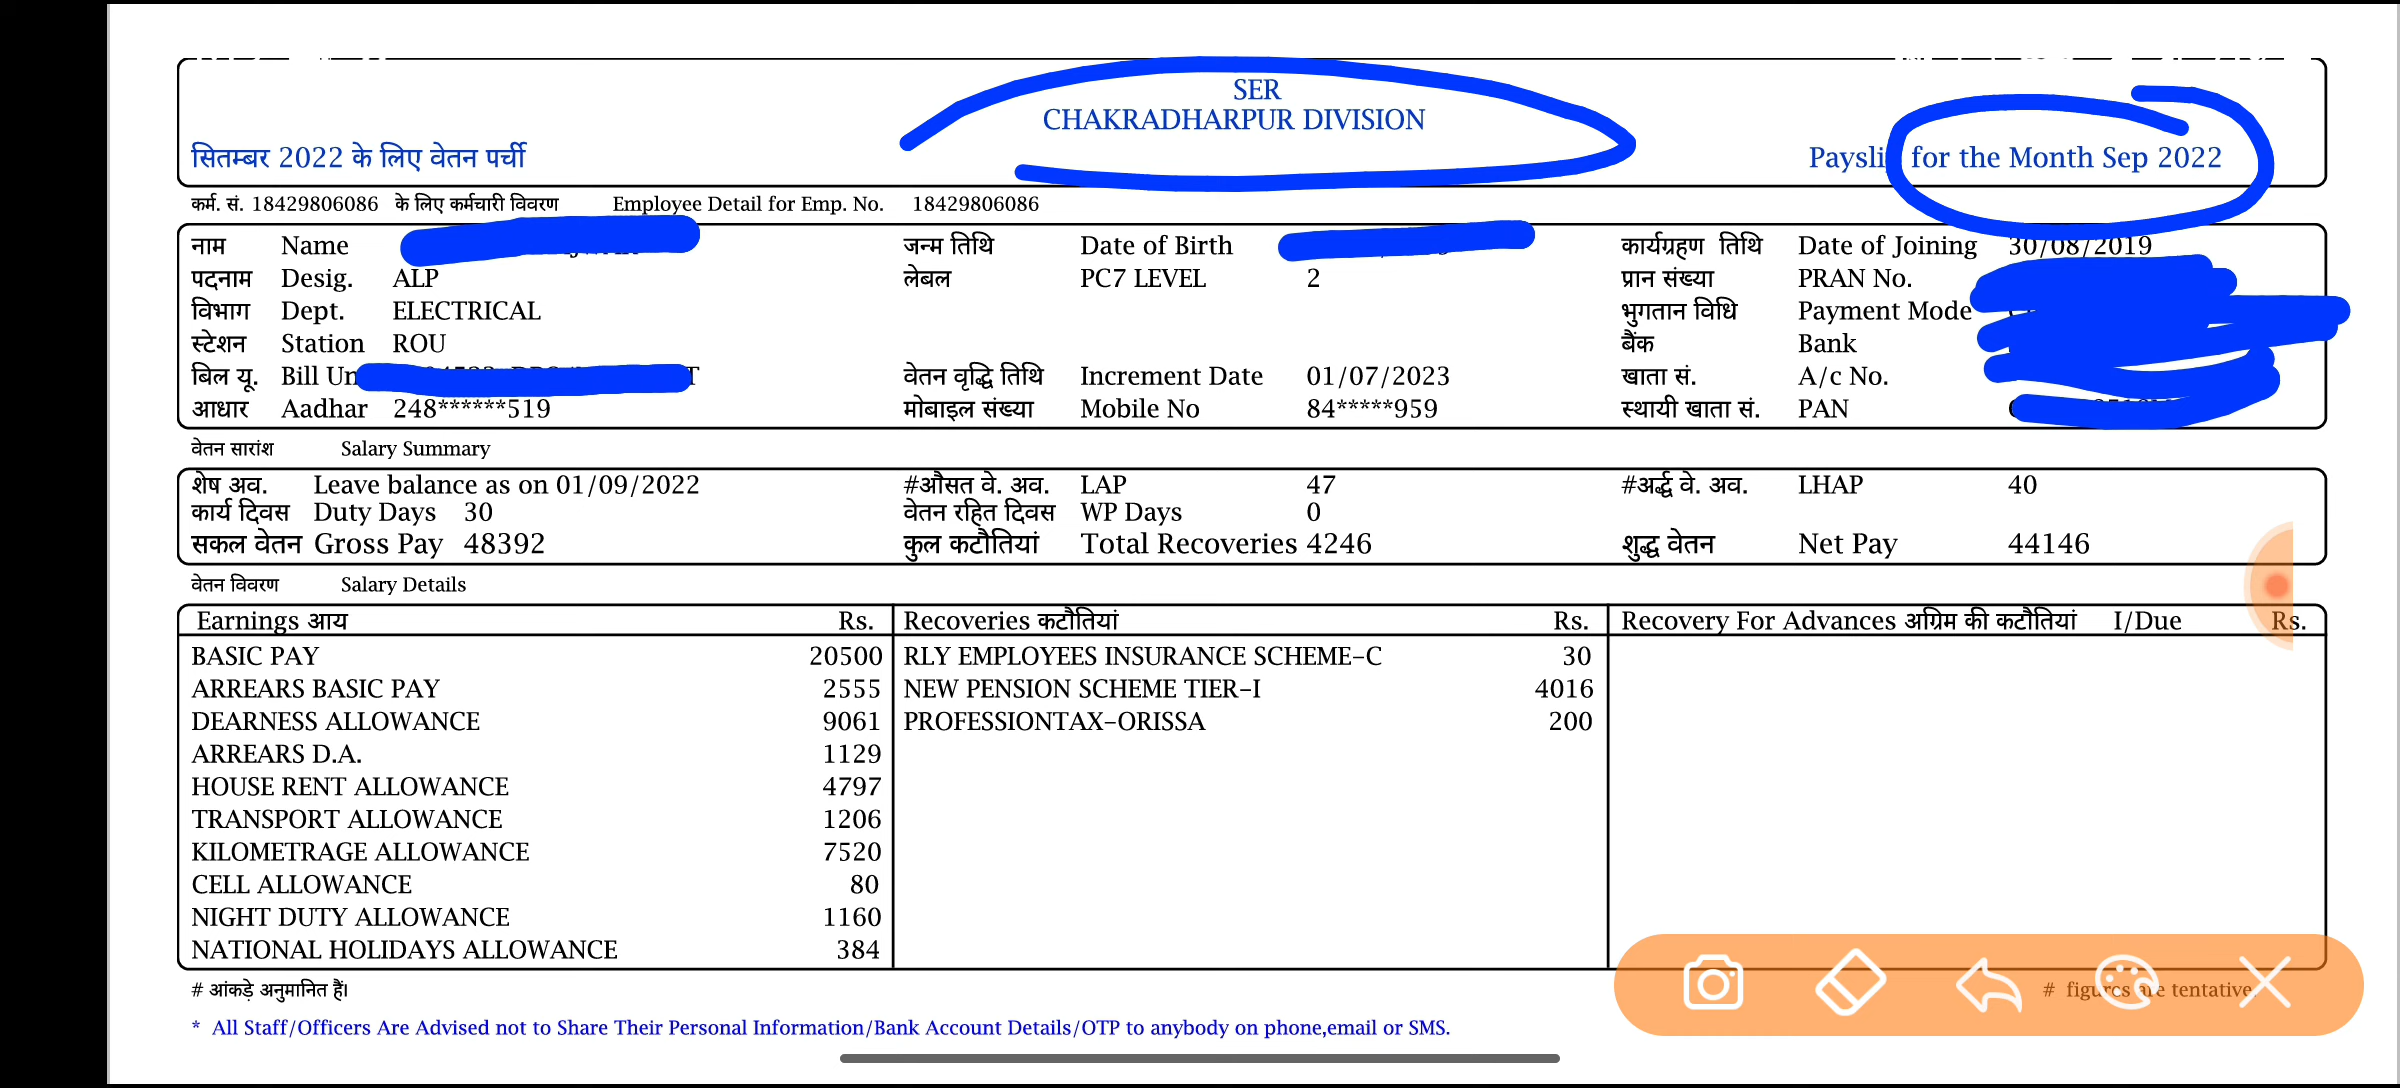 SER
CHAKRADHARPUR DIVISION
सितम्बर 2022 के लिए वेतन पर्ची Paysli for the Month Sep 2022
कर्म. सं. 18429806086 के लिए कर्मचारी विवरण Employee Detail for Emp. No. 18429806086
नाम Name जन्म तिथि Date of Birth कार्यग्रहण तिथि Date of Joining 30/08/2019
पदनाम Desig. ALP लेबल PC7 LEVEL 2 प्रान संख्या PRAN No.
विभाग Dept. ELECTRICAL भुगतान विधि Payment Mode
स्टेशन Station ROU बैंक Bank
बिल यू. Bill Un वेतन वृद्धि तिथि Increment Date 01/07/2023 खाता सं. A/c No.
आधार Aadhar 248******519 मोबाइल संख्या Mobile No 84*****959 स्थायी खाता सं. PAN
वेतन सारांश Salary Summary
शेष अव. Leave balance as on 01/09/2022 #औसत वे. अव. LAP 47 #अर्द्ध वे. अव. LHAP 40
कार्य दिवस Duty Days 30 वेतन रहित दिवस WP Days 0
सकल वेतन Gross Pay 48392 कुल कटौतियां Total Recoveries 4246 शुद्ध वेतन Net Pay 44146
वेतन विवरण Salary Details
Earnings आय Rs. Recoveries कटौतियां Rs. Recovery For Advances अग्रिम की कटौतियां I/Due Rs.
BASIC PAY 20500 RLY EMPLOYEES INSURANCE SCHEME-C 30
ARREARS BASIC PAY 2555 NEW PENSION SCHEME TIER-I 4016
DEARNESS ALLOWANCE 9061 PROFESSIONTAX-ORISSA 200
ARREARS D.A. 1129
HOUSE RENT ALLOWANCE 4797
TRANSPORT ALLOWANCE 1206
KILOMETRAGE ALLOWANCE 7520
CELL ALLOWANCE 80
NIGHT DUTY ALLOWANCE 1160
NATIONAL HOLIDAYS ALLOWANCE 384
# आंकड़े अनुमानित हैं। # figures are tentative
* All Staff/Officers Are Advised not to Share Their Personal Information/Bank Account Details/OTP to anybody on phone,email or SMS.